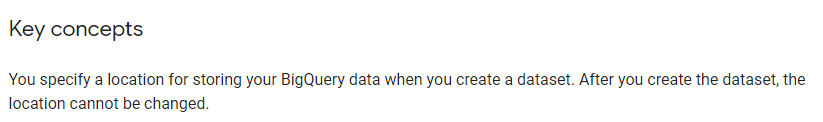 Key concepts
You specify a location for storing your BigQuery data when you create a dataset. After you create the dataset, the
location cannot be changed.